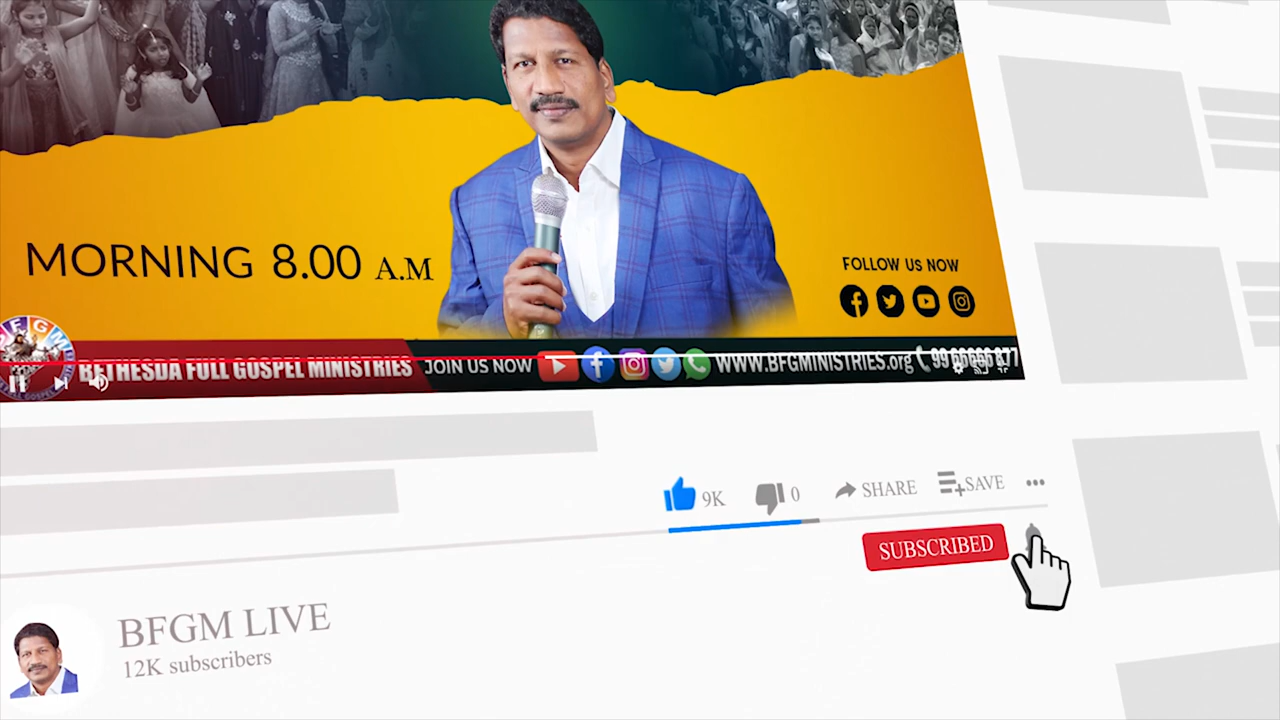 MORNING 8.00 A.M
FOLLOW US NOW
BFGM
BETHESDA FULL GOSPEL MINISTRIES
JOIN US NOW
WWW.BFGMINISTRIES.org
9K
0
SHARE
SAVE
SUBSCRIBED
BFGM LIVE
12K subscribers